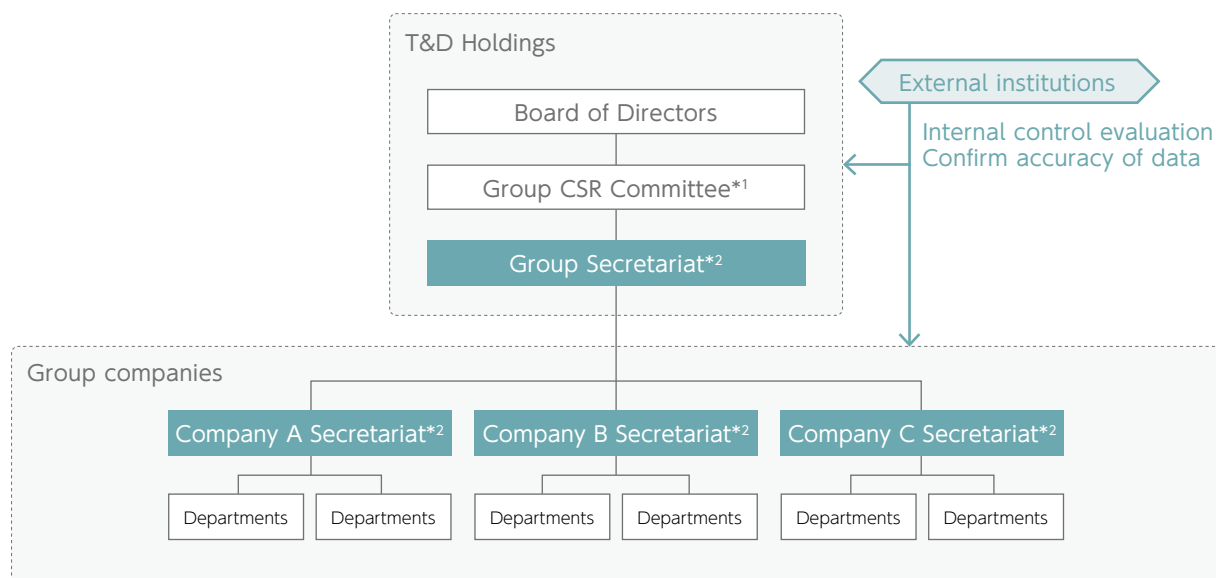 T&D Holdings
Board of Directors
Group CSR Committee*1
Group Secretariat*2
External institutions
Internal control evaluation
Confirm accuracy of data
Group companies
Company A Secretariat*2
Company B Secretariat*2
Company C Secretariat*2
Departments
Departments
Departments
Departments
Departments
Departments